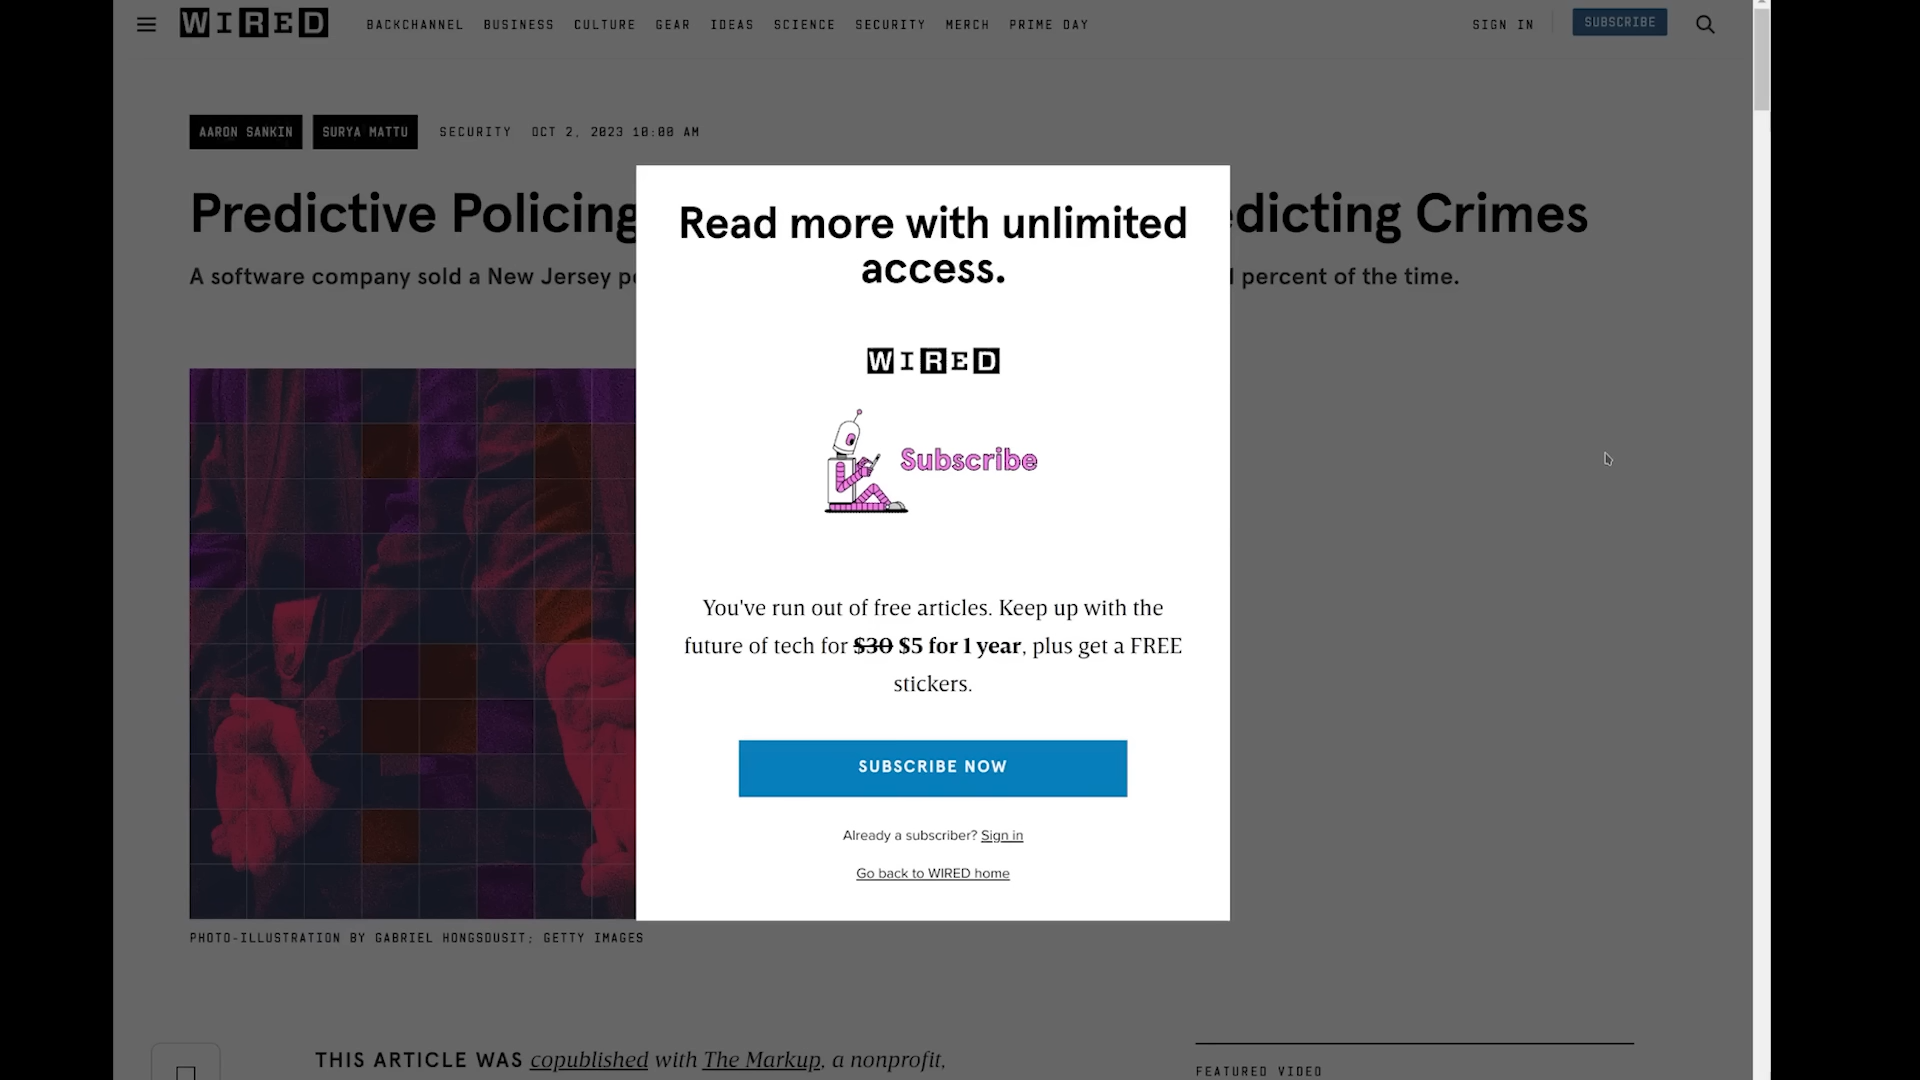 WIRED
BACKCHANNEL BUSINESS CULTURE GEAR IDEAS SCIENCE SECURITY MERCH PRIME DAY
SIGN IN
SUBSCRIBE
AARON SANKIN SURYA MATTU SECURITY OCT 2, 2023 10:00 AM
Predictive Policing edicting Crimes
A software company sold a New Jersey percent of the time.
Read more with unlimited
access.
WIRED
Subscribe
You've run out of free articles. Keep up with the
future of tech for $30 $5 for 1 year, plus get a FREE
stickers.
SUBSCRIBE NOW
Already a subscriber? Sign in
Go back to WIRED home
PHOTO-ILLUSTRATION BY GABRIEL HONGSDUSIT; GETTY IMAGES
THIS ARTICLE WAS copublished with The Markup, a nonprofit,
FEATURED VIDEO